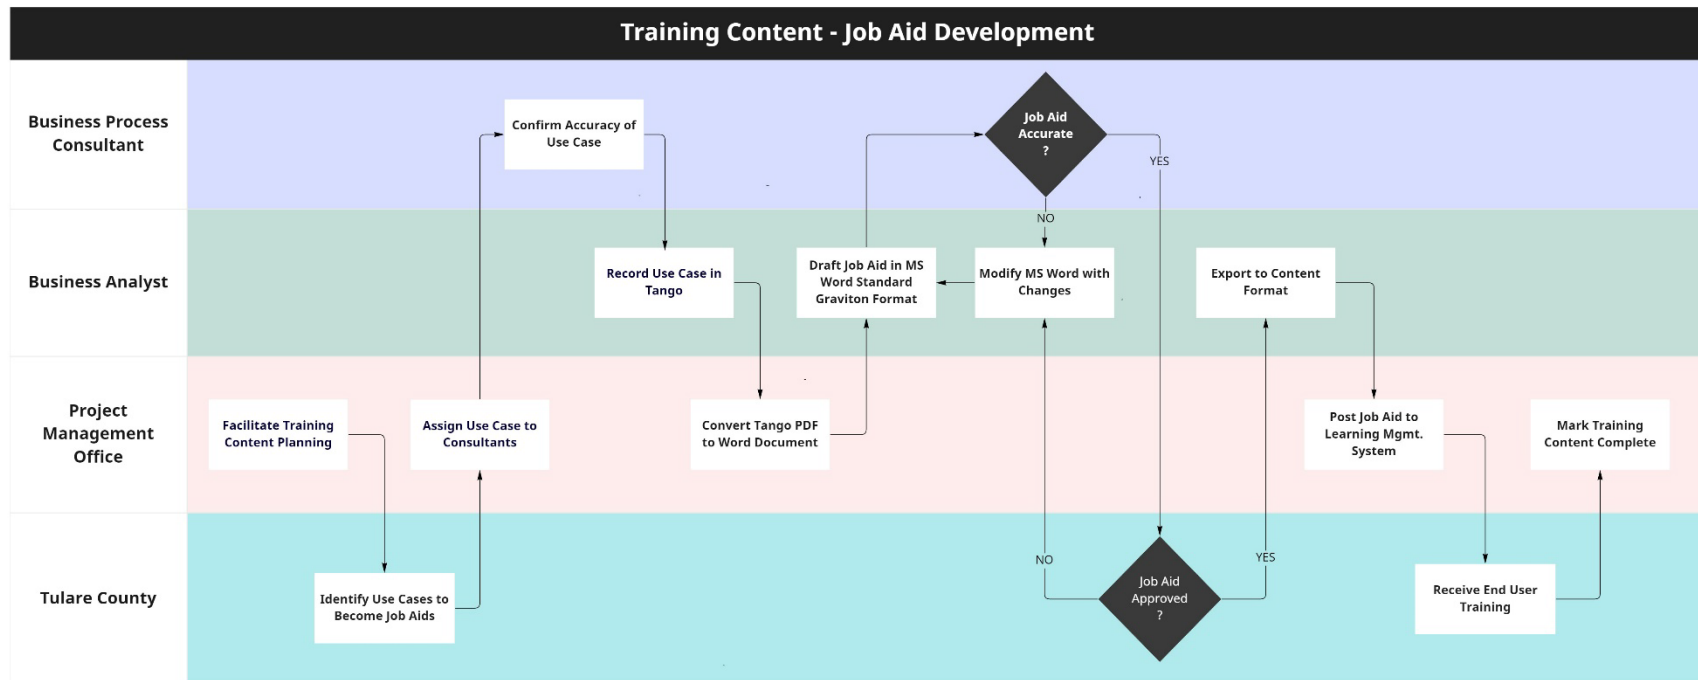 Training Content - Job Aid Development
Business Process
Consultant
Confirm Accuracy of
Use Case
Job Aid
Accurate
?
YES
NO
Business Analyst
Record Use Case in
Tango
Draft Job Aid in MS
Word Standard
Graviton Format
Modify MS Word with
Changes
Export to Content
Format
Project
Management
Office
Facilitate Training
Content Planning
Assign Use Case to
Consultants
Convert Tango PDF
to Word Document
Post Job Aid to
Learning Mgmt.
System
Mark Training
Content Complete
Tulare County
Identify Use Cases to
Become Job Aids
NO
Job Aid
Approved
?
YES
Receive End User
Training